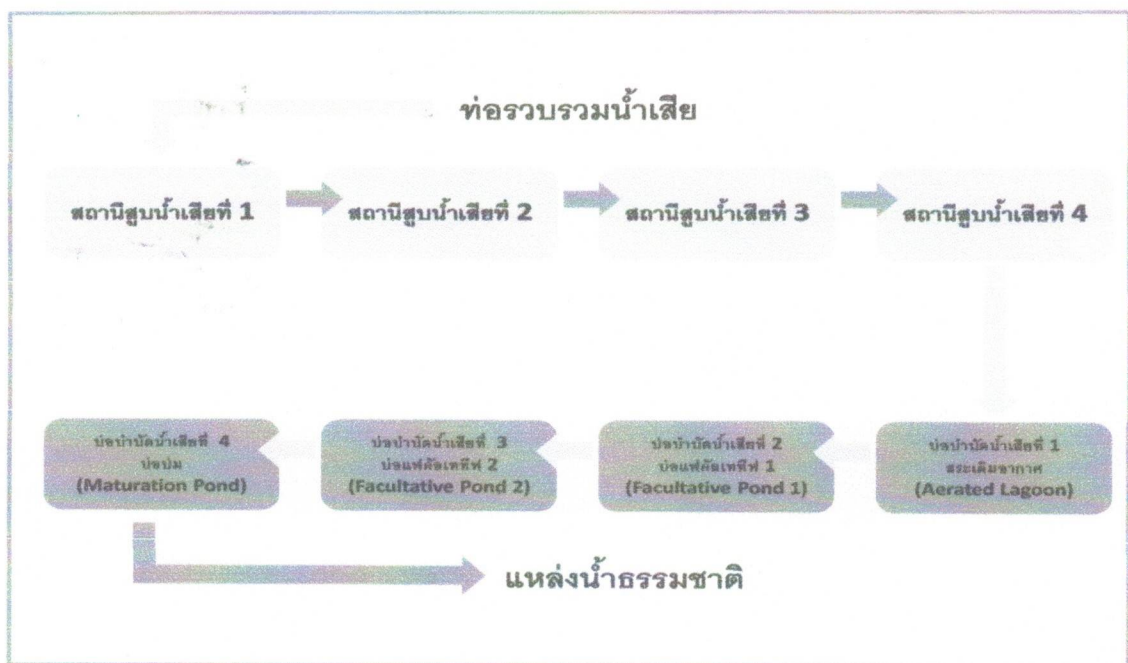 ท่อรวบรวมน้ำเสีย
สถานีสูบน้ำเสียที่ 1
สถานีสูบน้ำเสียที่ 2
สถานีสูบน้ำเสียที่ 3
สถานีสูบน้ำเสียที่ 4
บ่อบำบัดน้ำเสียที่ 4
บ่อบ่ม
(Maturation Pond)
บ่อบำบัดน้ำเสียที่ 3
บ่อแฟคัลเททีฟ 2
(Facultative Pond 2)
บ่อบำบัดน้ำเสียที่ 2
บ่อแฟคัลเททีฟ 1
(Facultative Pond 1)
บ่อบำบัดน้ำเสียที่ 1
สระเติมอากาศ
(Aerated Lagoon)
แหล่งน้ำธรรมชาติ